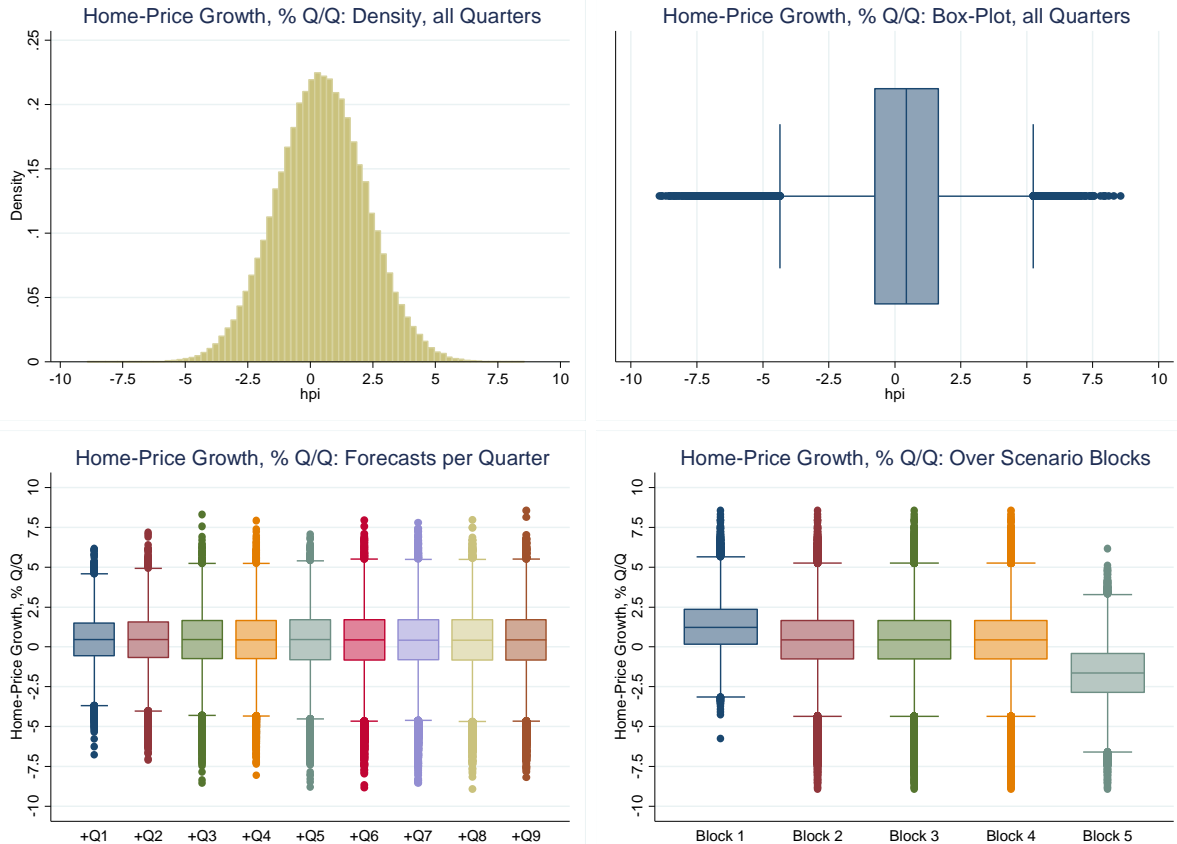 Home-Price Growth, % Q/Q: Density, all Quarters
.25
.2
.15
.1
.05
0
Density
-10 -7.5 -5 -2.5 0 2.5 5 7.5 10
hpi
Home-Price Growth, % Q/Q: Box-Plot, all Quarters
-10 -7.5 -5 -2.5 0 2.5 5 7.5 10
hpi
Home-Price Growth, % Q/Q: Forecasts per Quarter
10
7.5
5
2.5
0
-2.5
-5
-7.5
-10
Home-Price Growth, % Q/Q
+Q1 +Q2 +Q3 +Q4 +Q5 +Q6 +Q7 +Q8 +Q9
Home-Price Growth, % Q/Q: Over Scenario Blocks
10
7.5
5
2.5
0
-2.5
-5
-7.5
-10
Home-Price Growth, % Q/Q
Block 1 Block 2 Block 3 Block 4 Block 5